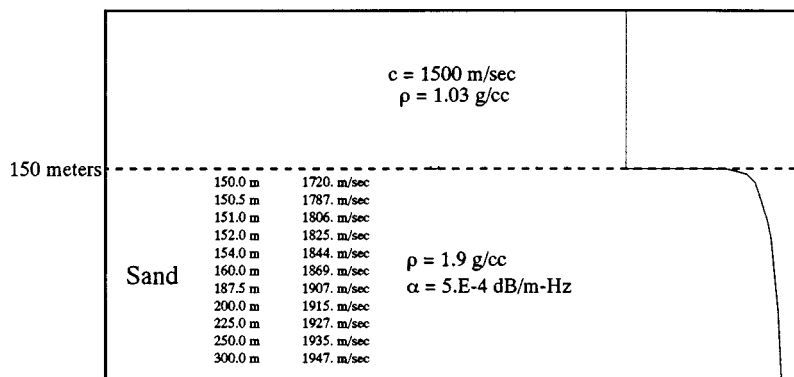 c = 1500 m/sec
ρ = 1.03 g/cc
150 meters
150.0 m 1720. m/sec
150.5 m 1787. m/sec
151.0 m 1806. m/sec
152.0 m 1825. m/sec
154.0 m 1844. m/sec
160.0 m 1869. m/sec
187.5 m 1907. m/sec
200.0 m 1915. m/sec
225.0 m 1927. m/sec
250.0 m 1935. m/sec
300.0 m 1947. m/sec
Sand
ρ = 1.9 g/cc
α = 5.E-4 dB/m-Hz